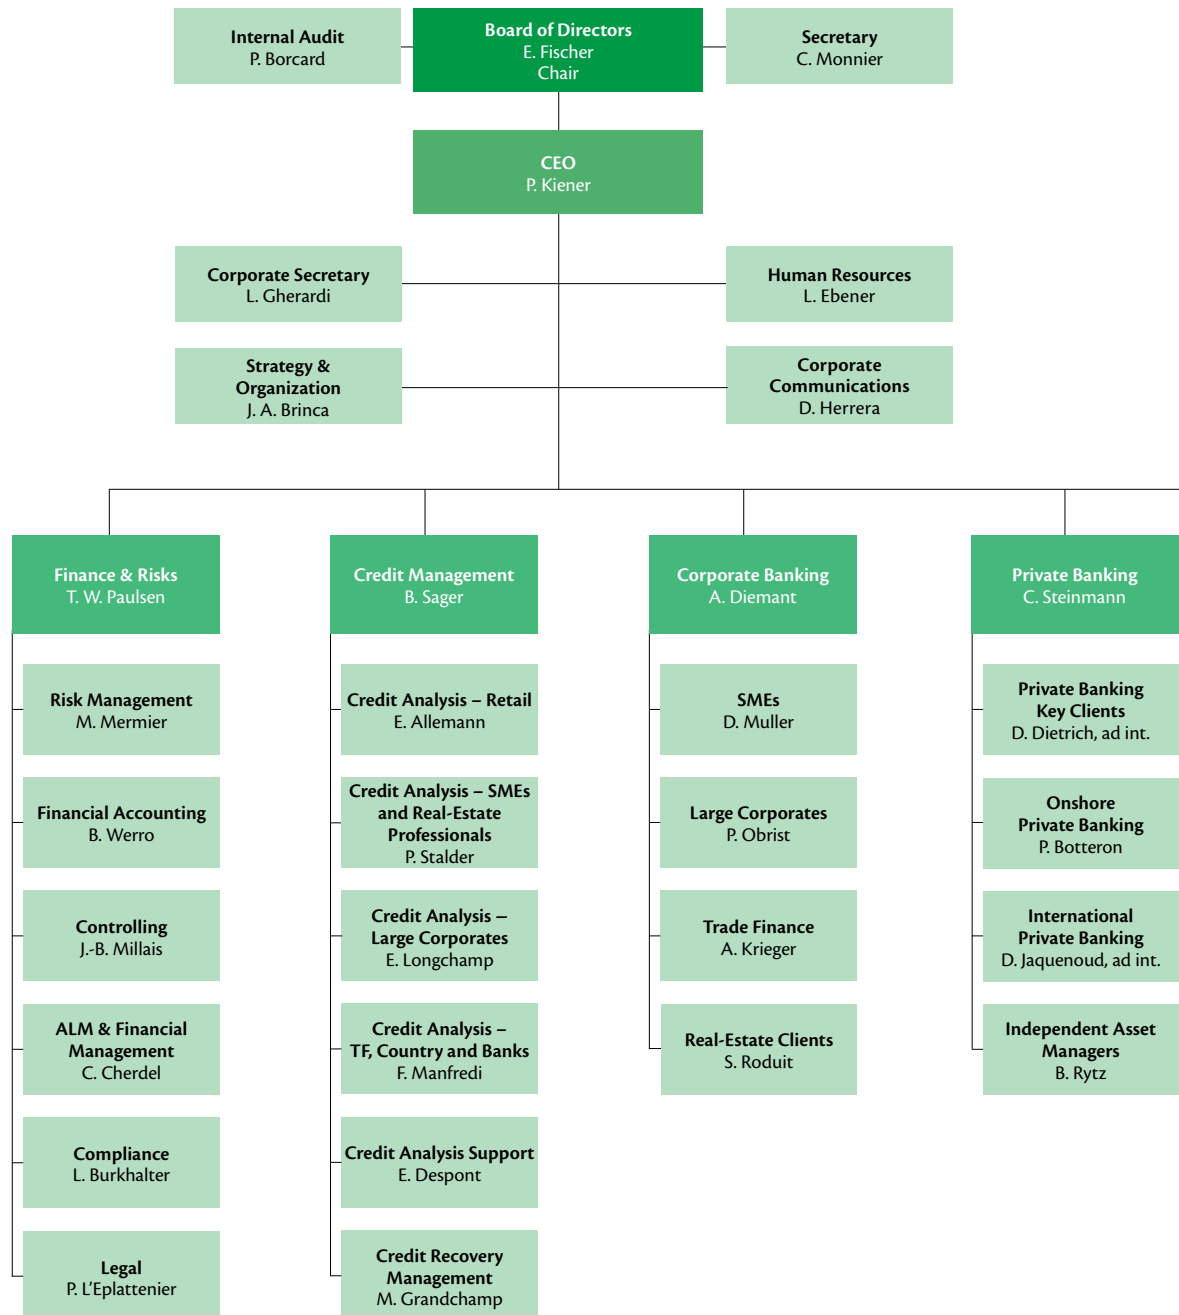 Internal Audit
P. Borcard
Board of Directors
E. Fischer
Chair
Secretary
C. Monnier
CEO
P. Kiener
Corporate Secretary
L. Gherardi
Human Resources
L. Ebener
Strategy &
Organization
J. A. Brinca
Corporate
Communications
D. Herrera
Finance & Risks
T. W. Paulsen
Risk Management
M. Mermier
Financial Accounting
B. Werro
Controlling
J.-B. Millais
ALM & Financial
Management
C. Cherdel
Compliance
L. Burkhalter
Legal
P. L'Eplattenier
Credit Management
B. Sager
Credit Analysis – Retail
E. Allemann
Credit Analysis – SMEs
and Real-Estate
Professionals
P. Stalder
Credit Analysis –
Large Corporates
E. Longchamp
Credit Analysis –
TF, Country and Banks
F. Manfredi
Credit Analysis Support
E. Despont
Credit Recovery
Management
M. Grandchamp
Corporate Banking
A. Diemant
SMEs
D. Muller
Large Corporates
P. Obrist
Trade Finance
A. Krieger
Real-Estate Clients
S. Roduit
Private Banking
C. Steinmann
Private Banking
Key Clients
D. Dietrich, ad int.
Onshore
Private Banking
P. Botteron
International
Private Banking
D. Jaquenoud, ad int.
Independent Asset
Managers
B. Rytz